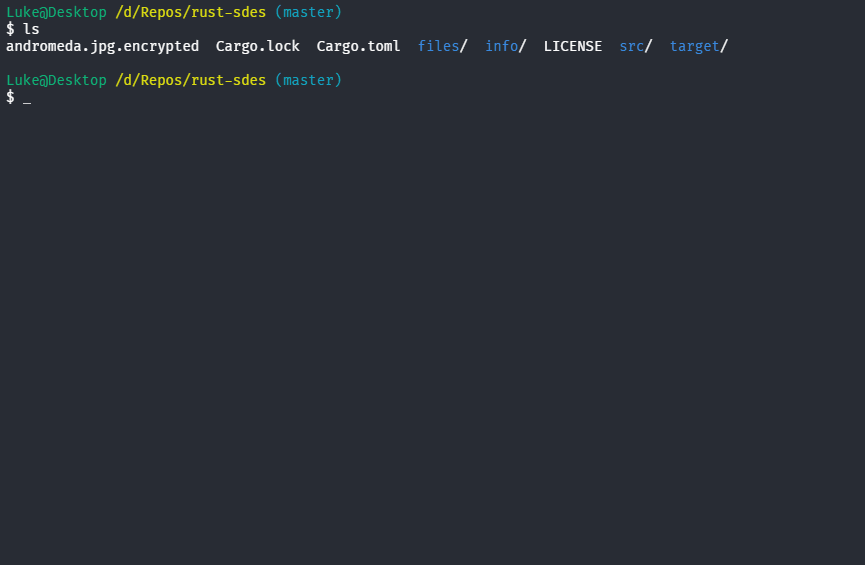 Luke@Desktop /d/Repos/rust-sdes (master)
$ ls
andromeda.jpg.encrypted  Cargo.lock  Cargo.toml  files/  info/  LICENSE  src/  target/
Luke@Desktop /d/Repos/rust-sdes (master)
$ _